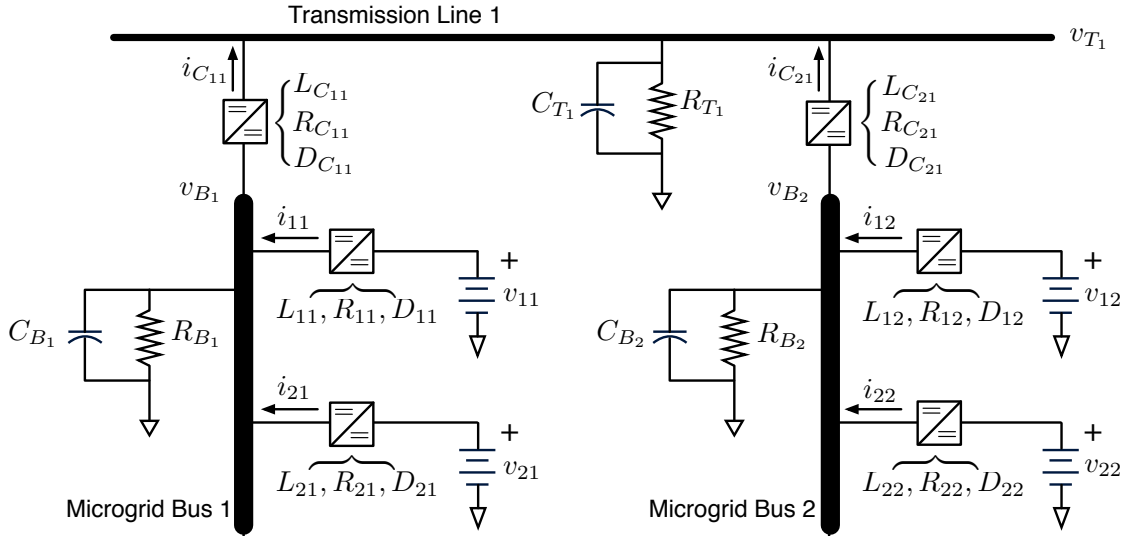 Transmission Line 1
v_{T_1}
i_{C_{11}}
L_{C_{11}}
R_{C_{11}}
D_{C_{11}}
C_{T_1}
R_{T_1}
i_{C_{21}}
L_{C_{21}}
R_{C_{21}}
D_{C_{21}}
v_{B_1}
i_{11}
+
v_{11}
L_{11}, R_{11}, D_{11}
C_{B_1}
R_{B_1}
i_{21}
+
v_{21}
L_{21}, R_{21}, D_{21}
Microgrid Bus 1
v_{B_2}
i_{12}
+
v_{12}
L_{12}, R_{12}, D_{12}
C_{B_2}
R_{B_2}
i_{22}
+
v_{22}
L_{22}, R_{22}, D_{22}
Microgrid Bus 2